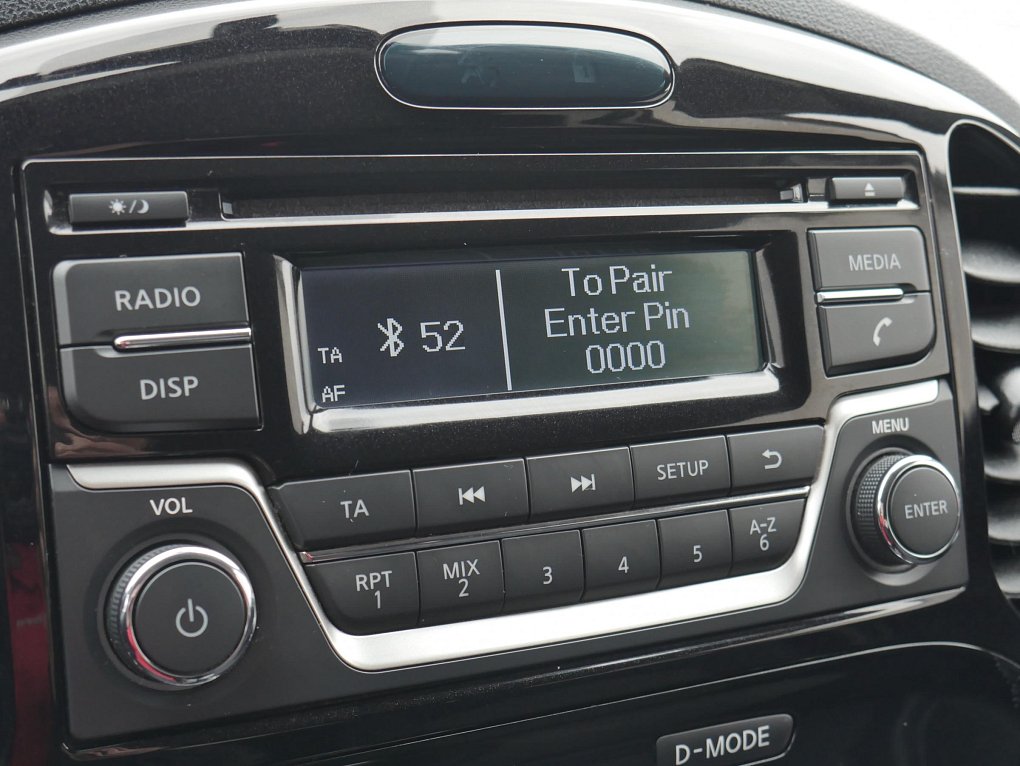 RADIO
DISP
TA
AF
52
To Pair
Enter Pin
0000
MEDIA
VOL
TA
SETUP
MENU
ENTER
RPT
1
MIX
2
3
4
5
A-Z
6
D-MODE